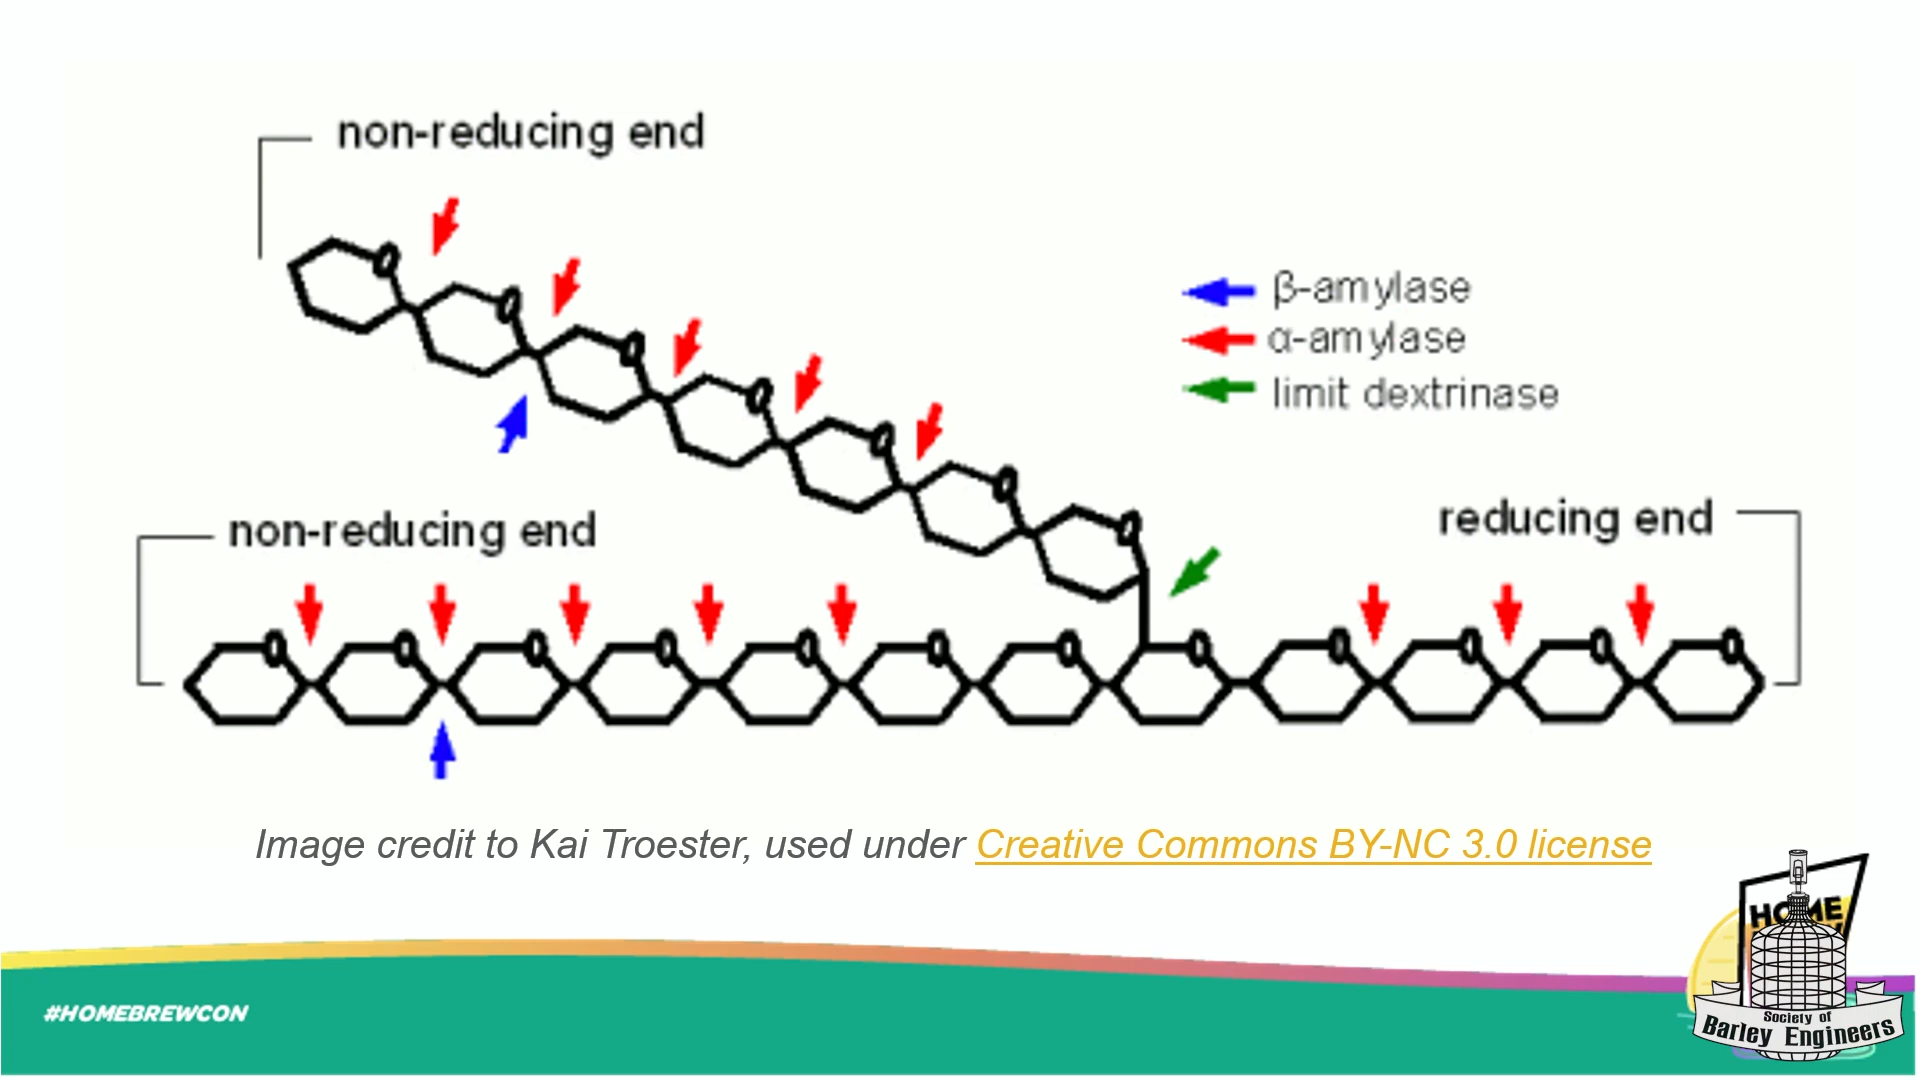 non-reducing end
β-amylase
α-amylase
limit dextrinase
non-reducing end
reducing end
Image credit to Kai Troester, used under Creative Commons BY-NC 3.0 license
HOME
#HOMEBREWCON
Society of
Barley Engineers